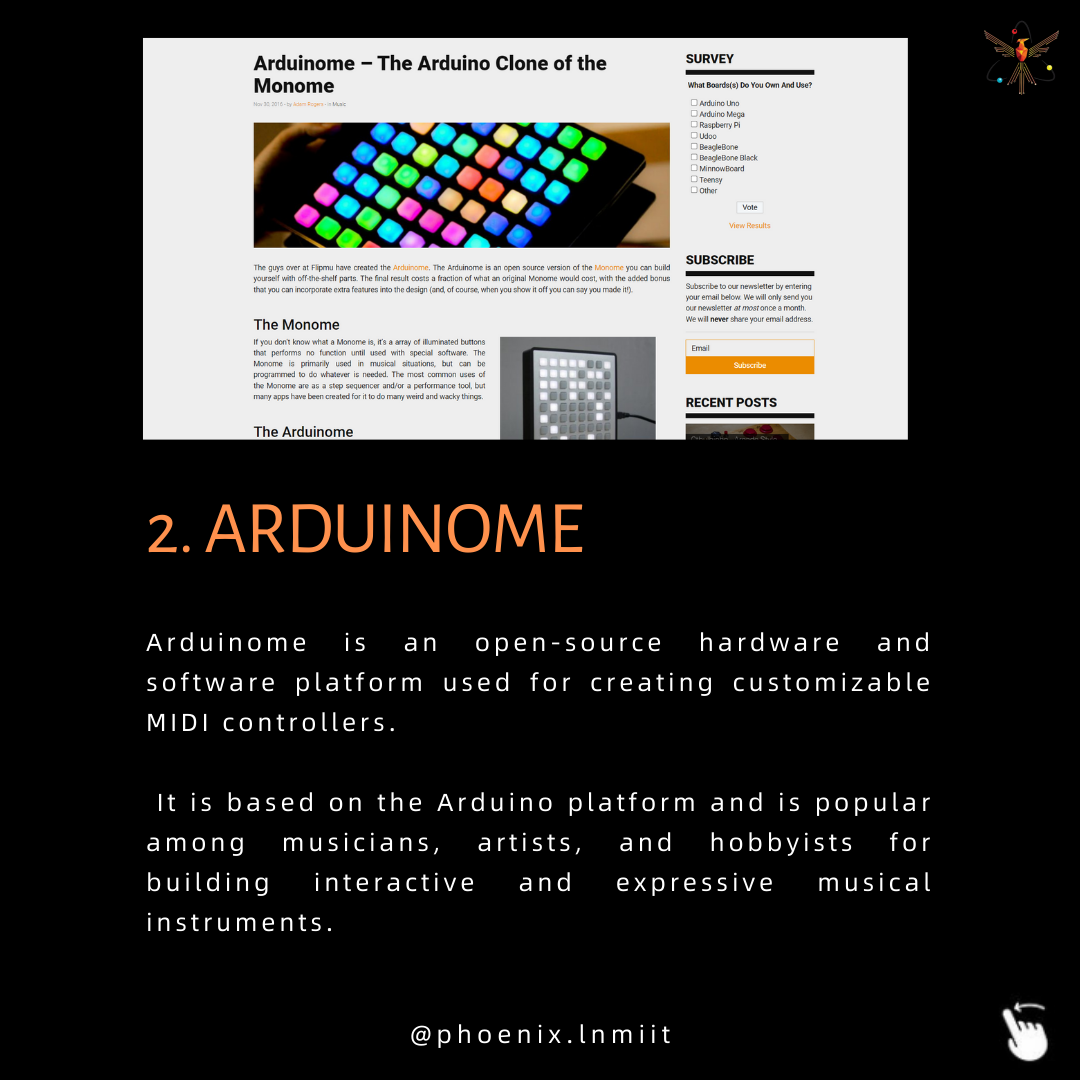 Arduinome – The Arduino Clone of the
Monome
Nov 30, 2016 - by Adam Rogers - In Music
The guys over at Flipmu have created the Arduinome. The Arduinome is an open source version of the Monome you can build
yourself with off-the-shelf parts. The final result costs a fraction of what an original Monome would cost, with the added bonus
that you can incorporate extra features into the design (and, of course, when you show it off you can say you made it!).
The Monome
If you don't know what a Monome is, it's a array of illuminated buttons
that performs no function until used with special software. The
Monome is primarily used in musical situations, but can be
programmed to do whatever is needed. The most common uses of
the Monome are as a step sequencer and/or a performance tool, but
many apps have been created for it to do many weird and wacky things.
The Arduinome
SURVEY
What Boards(s) Do You Own And Use?
Arduino Uno
Arduino Mega
Raspberry Pi
Udoo
BeagleBone
BeagleBone Black
MinnowBoard
Teensy
Other
Vote
View Results
SUBSCRIBE
Subscribe to our newsletter by entering
your email below. We will only send you
our newsletter at most once a month.
We will never share your email address.
Email
Subscribe
RECENT POSTS
2. ARDUINOME
Arduinome is an open-source hardware and
software platform used for creating customizable
MIDI controllers.
It is based on the Arduino platform and is popular
among musicians, artists, and hobbyists for
building interactive and expressive musical
instruments.
@phoenix.lnmiit